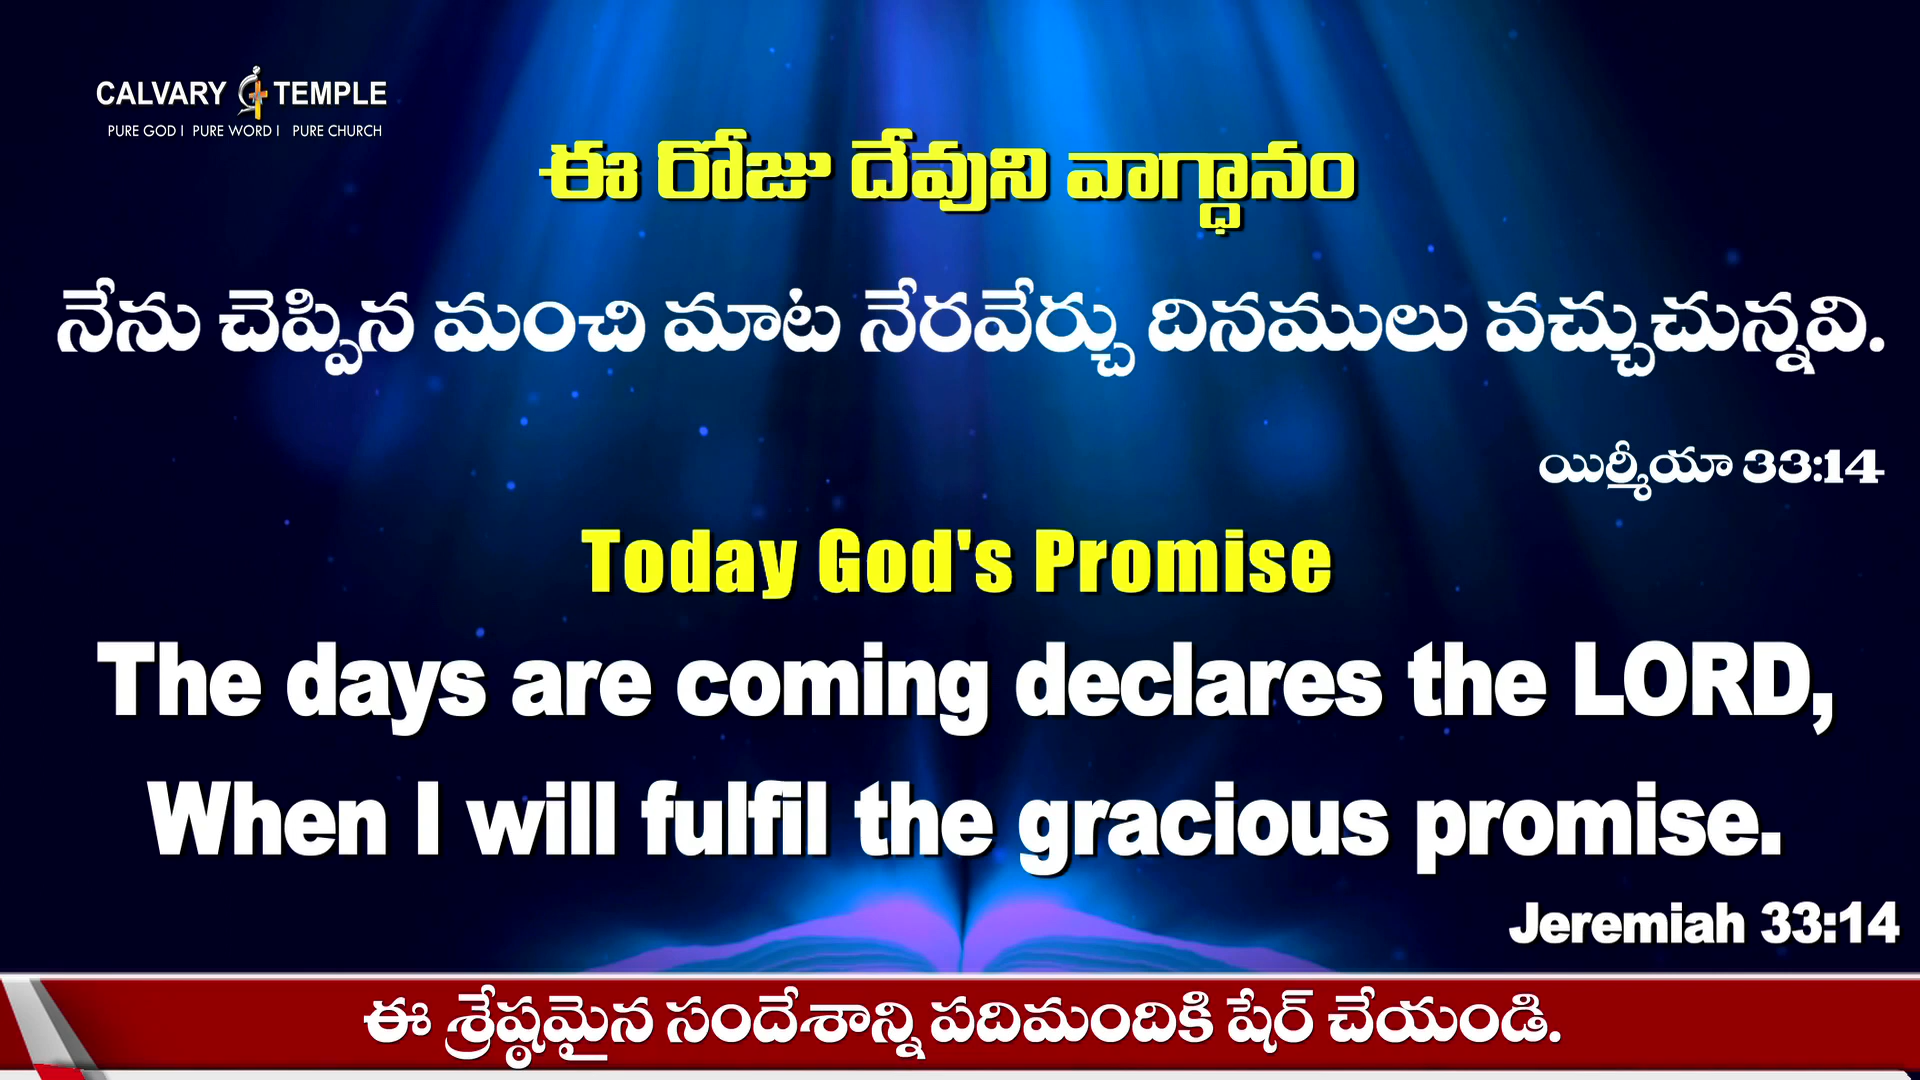 CALVARY TEMPLE
PURE GOD I PURE WORD I PURE CHURCH
ఈ రోజు దేవుని వాగ్ధానం
నేను చెప్పిన మంచి మాట నేరవేర్చు దినములు వచ్చుచున్నవి.
యిర్మీయా 33:14
Today God's Promise
The days are coming declares the LORD,
When I will fulfil the gracious promise.
Jeremiah 33:14
ఈ శ్రేష్ఠమైన సందేశాన్ని పదిమందికి షేర్ చేయండి.